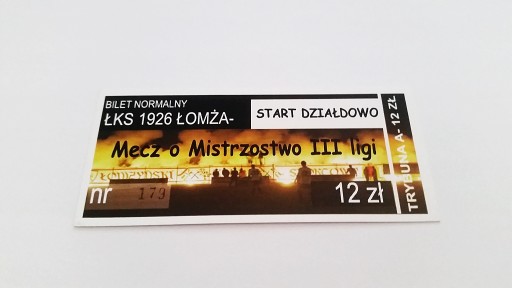 BILET NORMALNY
ŁKS 1926 ŁOMŻA-
START DZIAŁDOWO
Mecz o Mistrzostwo III ligi
nr 179
12 zł
TRYBUNA A- 12 ZŁ